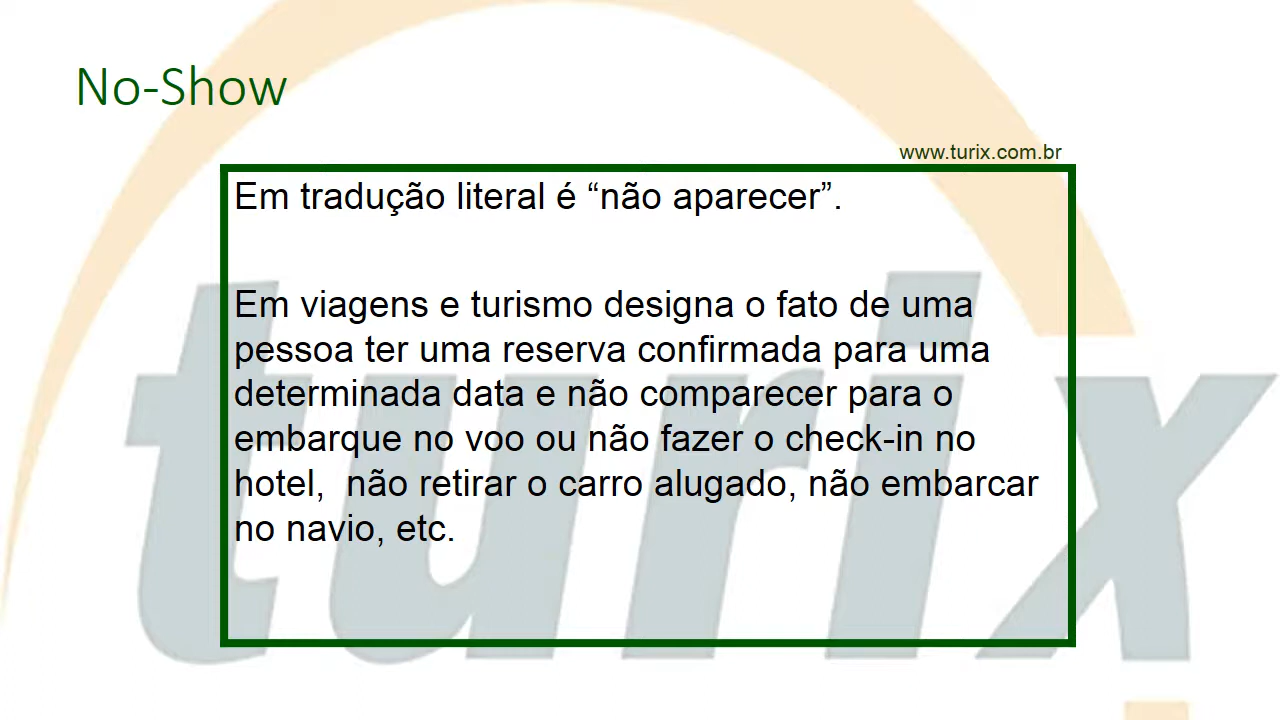 No-Show
www.turix.com.br
Em tradução literal é “não aparecer”.
Em viagens e turismo designa o fato de uma
pessoa ter uma reserva confirmada para uma
determinada data e não comparecer para o
embarque no voo ou não fazer o check-in no
hotel,  não retirar o carro alugado, não embarcar
no navio, etc.
turix